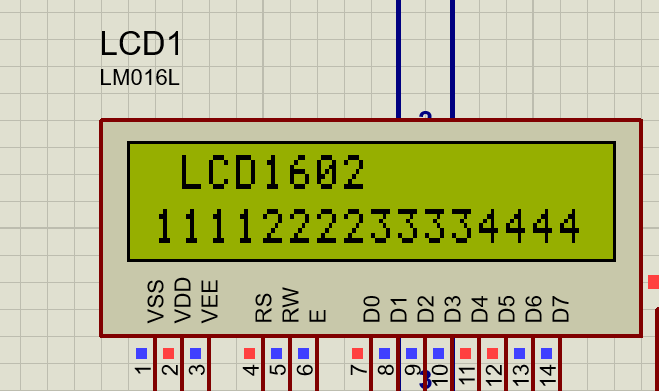 LCD1
LM016L
LCD1602
1111222233334444
VSS VDD VEE RS RW E D0 D1 D2 D3 D4 D5 D6 D7
1 2 3 4 5 6 7 8 9 10 11 12 13 14